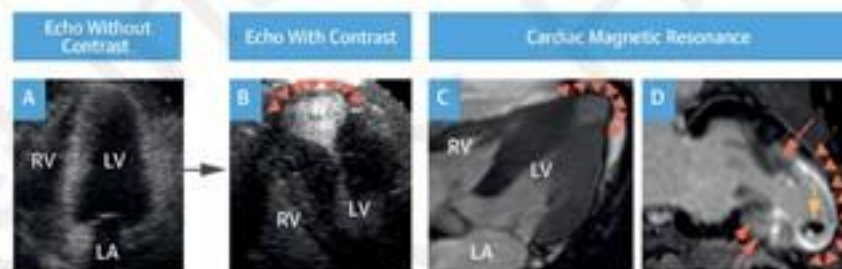 Echo Without
Contrast
Echo With Contrast
Cardiac Magnetic Resonance
A
RV
LV
LA
B
RV
LV
C
RV
LV
LA
D